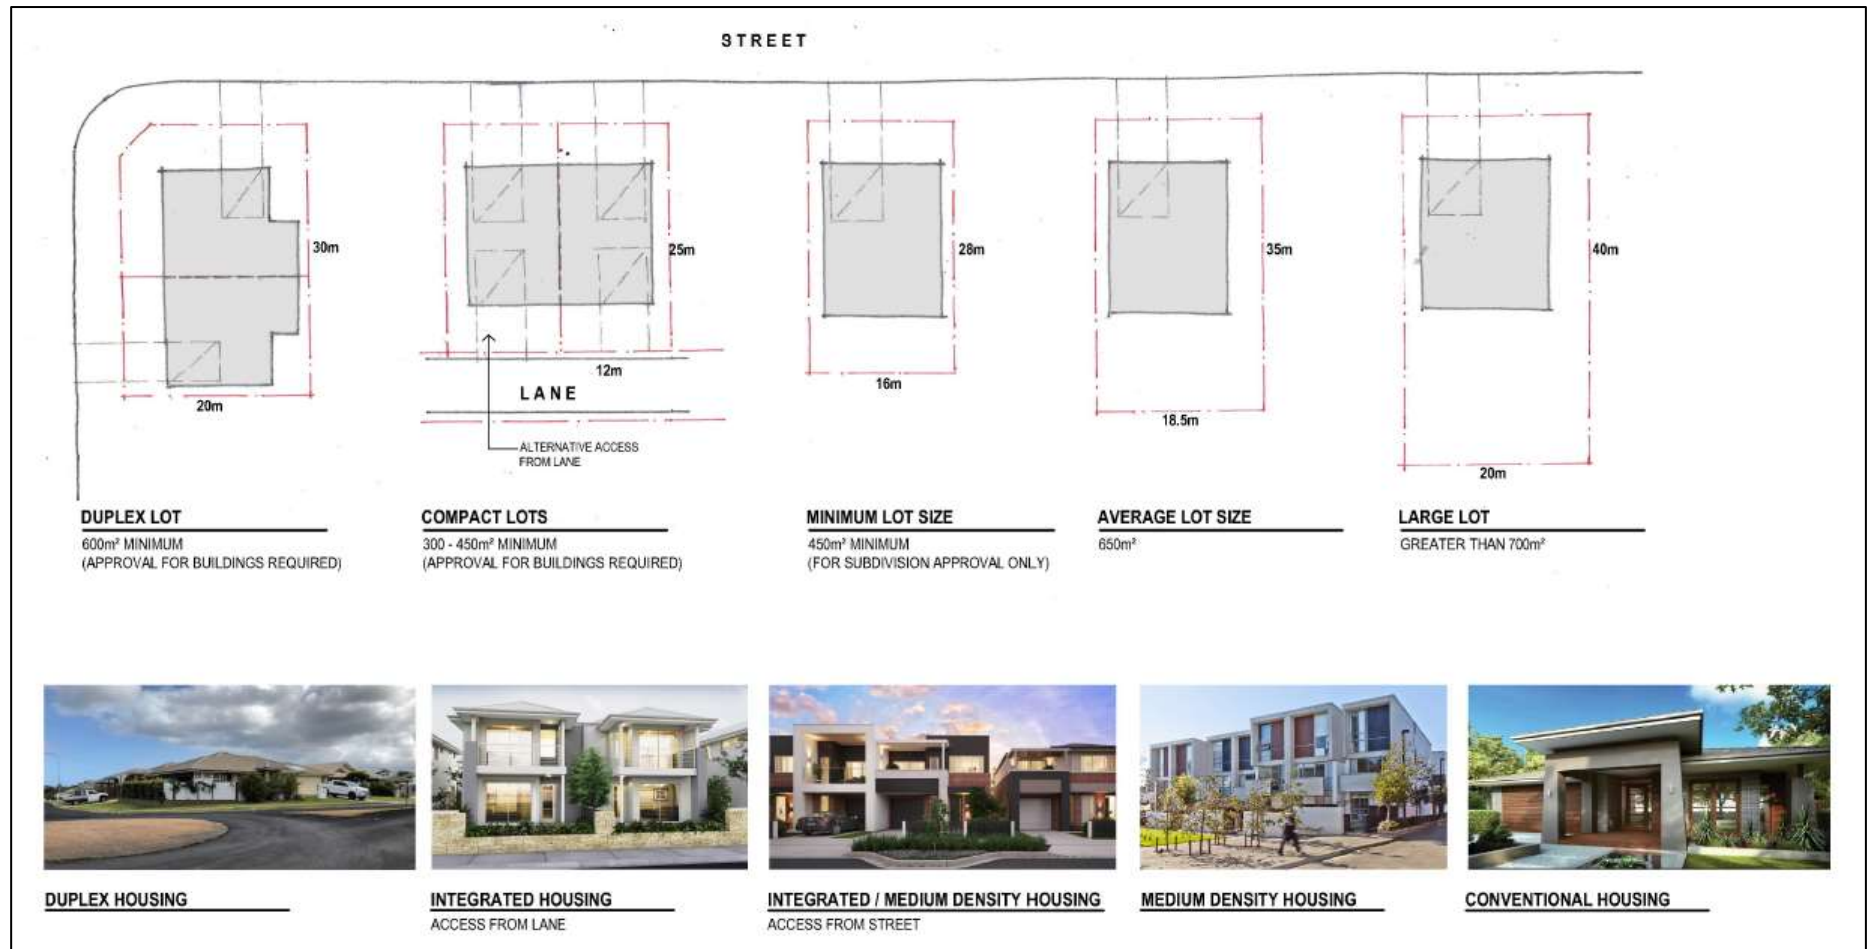 STREET
30m
25m
28m
35m
40m
12m
16m
20m
LANE
18.5m
20m
ALTERNATIVE ACCESS
FROM LANE
DUPLEX LOT
600m² MINIMUM
(APPROVAL FOR BUILDINGS REQUIRED)
COMPACT LOTS
300 - 450m² MINIMUM
(APPROVAL FOR BUILDINGS REQUIRED)
MINIMUM LOT SIZE
450m² MINIMUM
(FOR SUBDIVISION APPROVAL ONLY)
AVERAGE LOT SIZE
650m²
LARGE LOT
GREATER THAN 700m²
DUPLEX HOUSING
INTEGRATED HOUSING
ACCESS FROM LANE
INTEGRATED / MEDIUM DENSITY HOUSING
ACCESS FROM STREET
MEDIUM DENSITY HOUSING
CONVENTIONAL HOUSING